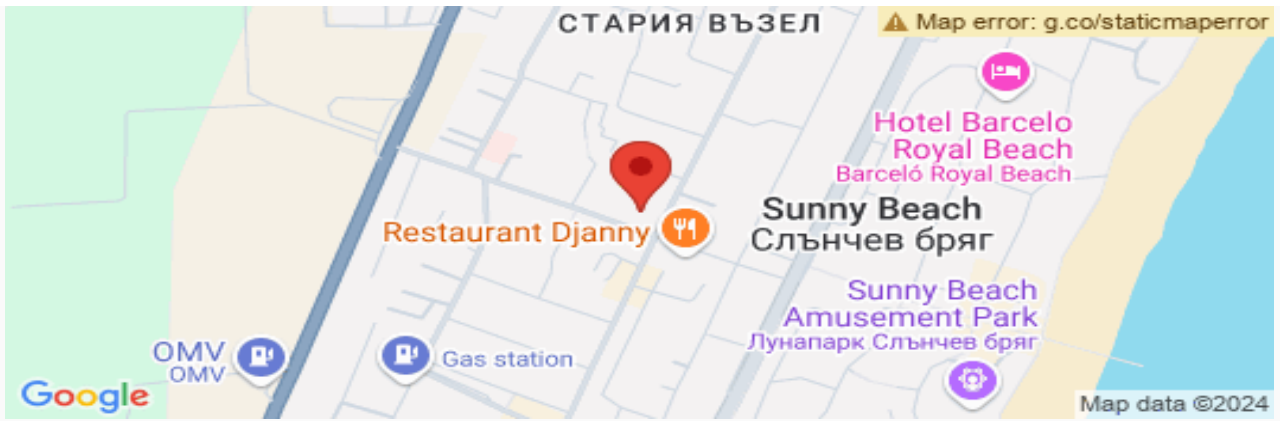 СТАРИЯ ВЪЗЕЛ
Map error: g.co/staticmaperror
Hotel Barcelo
Royal Beach
Barceló Royal Beach
Restaurant Djanny
Sunny Beach
Слънчев бряг
Sunny Beach
Amusement Park
Лунапарк Слънчев бряг
OMV
OMV
Gas station
Google
Map data ©2024